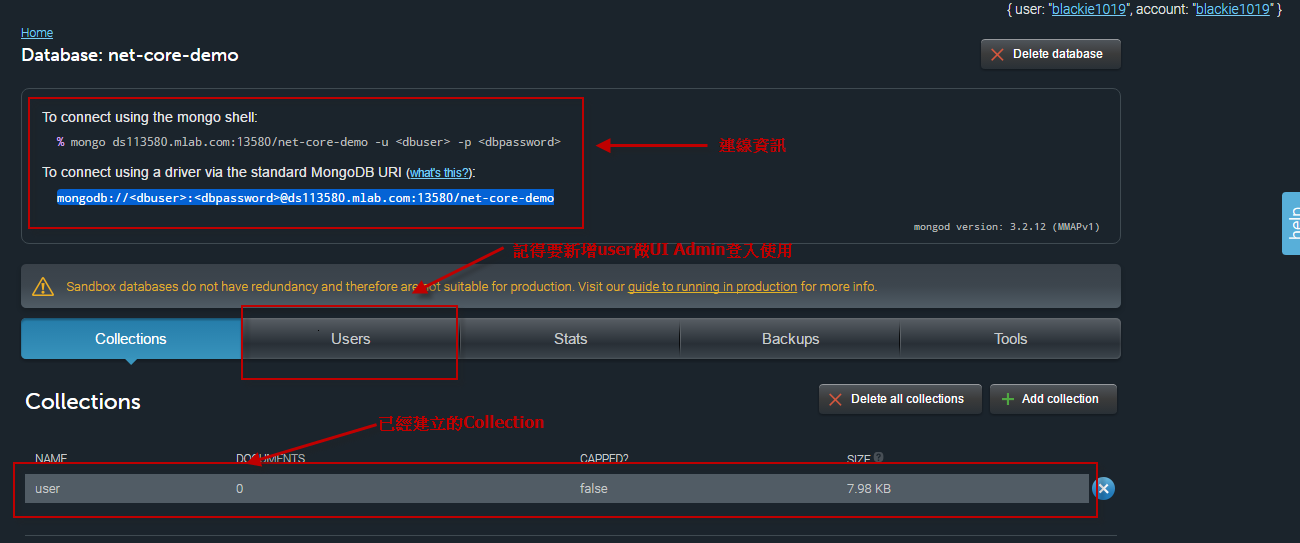 { user: "blackie1019", account: "blackie1019" }
Home
Database: net-core-demo
Delete database
To connect using the mongo shell:
% mongo ds113580.mlab.com:13580/net-core-demo -u <dbuser> -p <dbpassword>
連線資訊
To connect using a driver via the standard MongoDB URI (what's this?):
mongodb://<dbuser>:<dbpassword>@ds113580.mlab.com:13580/net-core-demo
mongod version: 3.2.12 (MMAPv1)
help
記得要新增user做UI Admin登入使用
Sandbox databases do not have redundancy and therefore are not suitable for production. Visit our guide to running in production for more info.
Collections Users Stats Backups Tools
Collections
Delete all collections
Add collection
已經建立的Collection
NAME DOCUMENTS CAPPED? SIZE
user 0 false 7.98 KB